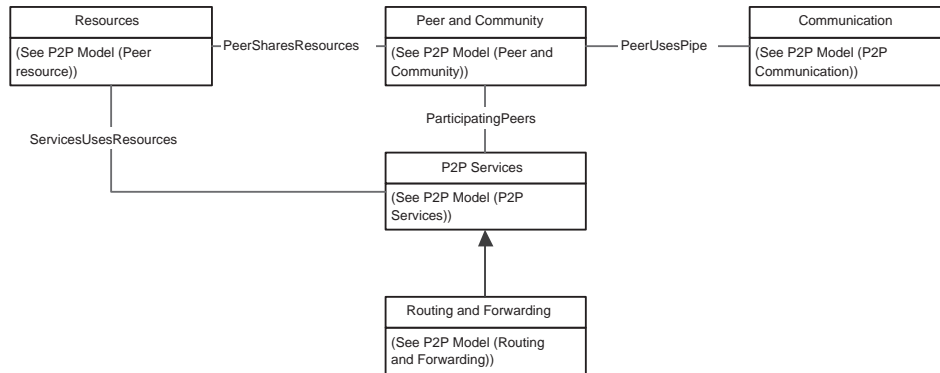 Resources
(See P2P Model (Peer
resource))
PeerSharesResources
Peer and Community
(See P2P Model (Peer and
Community))
PeerUsesPipe
Communication
(See P2P Model (P2P
Communication))
ParticipatingPeers
ServicesUsesResources
P2P Services
(See P2P Model (P2P
Services))
Routing and Forwarding
(See P2P Model (Routing
and Forwarding))